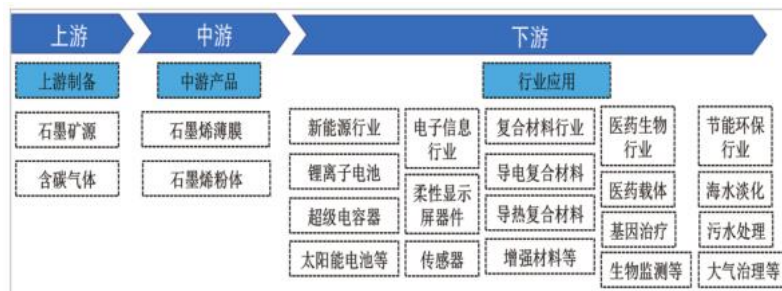 上游
中游
下游
上游制备
中游产品
行业应用
石墨矿源
含碳气体
石墨烯薄膜
石墨烯粉体
新能源行业
锂离子电池
超级电容器
太阳能电池等
电子信息
行业
柔性显示
屏器件
传感器
复合材料行业
导电复合材料
导热复合材料
增强材料等
医药生物
行业
医药载体
基因治疗
生物监测等
节能环保
行业
海水淡化
污水处理
大气治理等